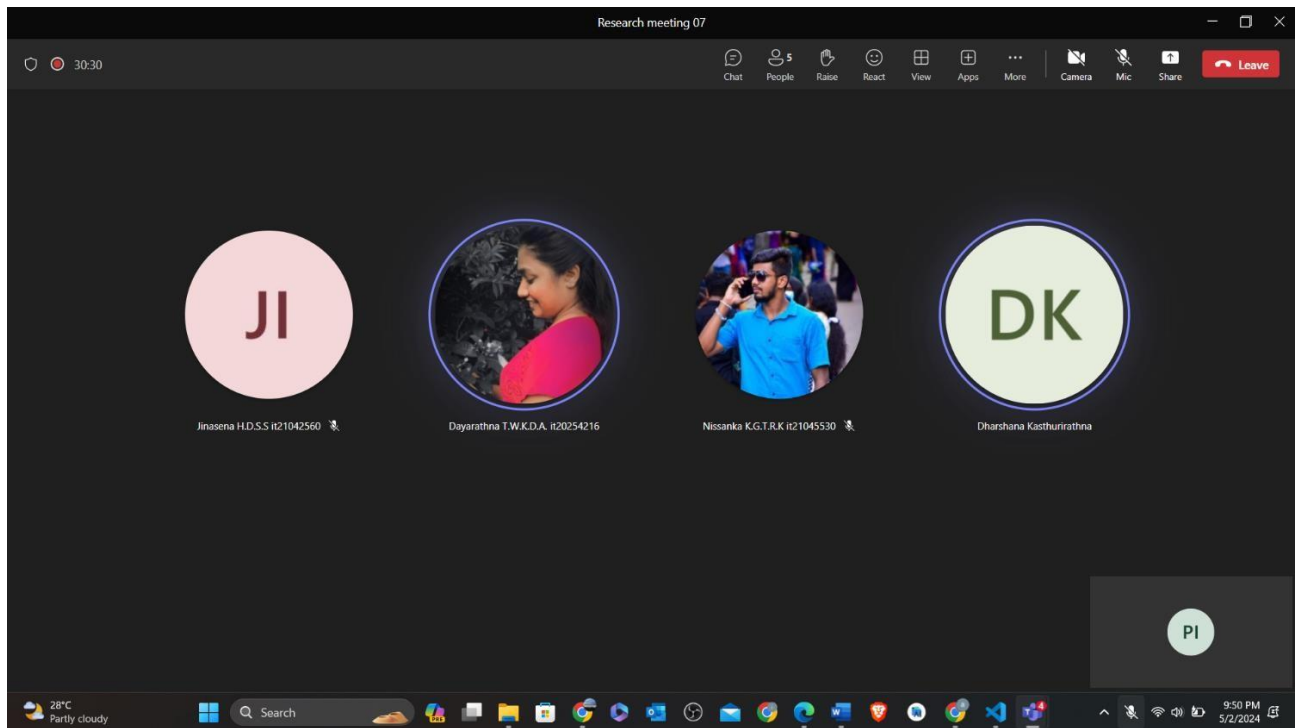 Research meeting 07
30:30
5
Chat
People
Raise
React
View
Apps
More
Camera
Mic
Share
Leave
JI
DK
Jinasena H.D.S.S it21042560
Dayarathna T.W.K.D.A. it20254216
Nissanka K.G.T.R.K it21045530
Dharshana Kasthurirathna
PI
28°C
Partly cloudy
Search
PRE
4
9:50 PM
5/2/2024